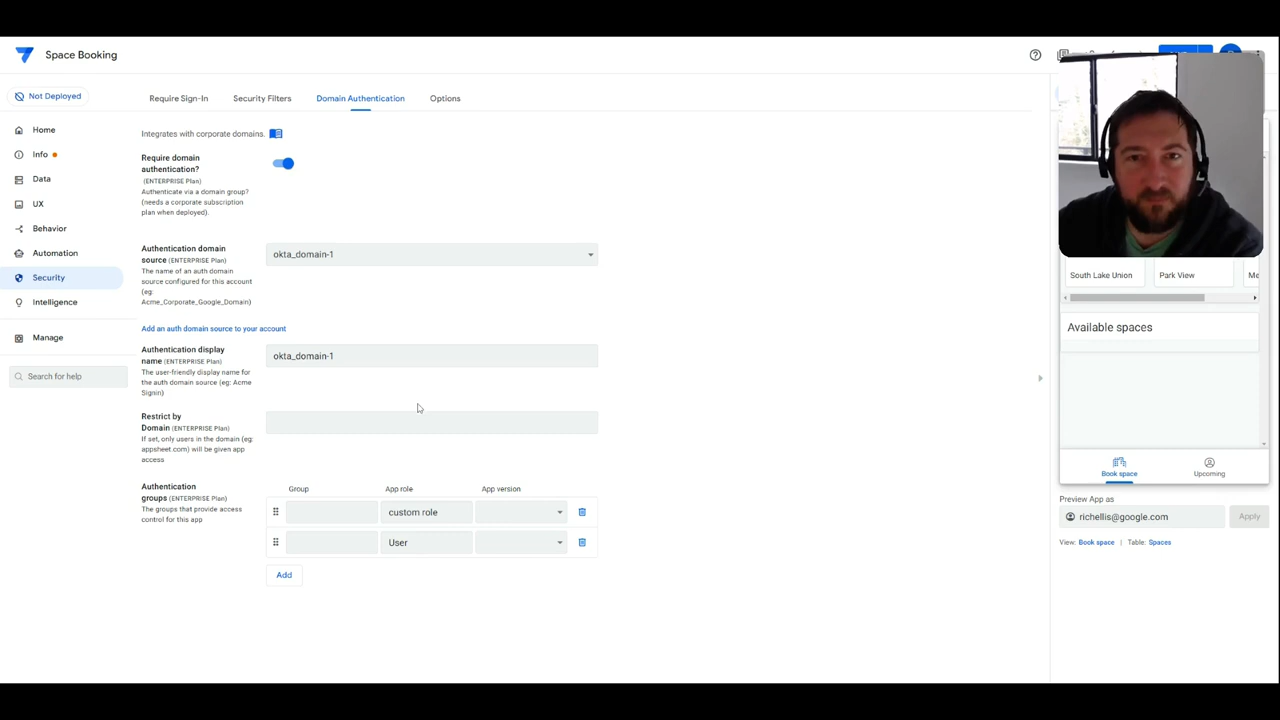 Space Booking
Not Deployed
Home
Info
Data
UX
Behavior
Automation
Security
Intelligence
Manage
Search for help
Require Sign-In
Security Filters
Domain Authentication
Options
Integrates with corporate domains.
Require domain
authentication?
(ENTERPRISE Plan)
Authenticate via a domain group?
(needs a corporate subscription
plan when deployed).
Authentication domain
source (ENTERPRISE Plan)
The name of an auth domain
source configured for this account
(eg:
Acme_Corporate_Google_Domain)
okta_domain-1
Add an auth domain source to your account
Authentication display
name (ENTERPRISE Plan)
The user-friendly display name for
the auth domain source (eg: Acme
Signin)
okta_domain-1
Restrict by
Domain (ENTERPRISE Plan)
If set, only users in the domain (eg:
appsheet.com) will be given app
access
Authentication
groups (ENTERPRISE Plan)
The groups that provide access
control for this app
Group App role App version
custom role
User
Add
South Lake Union
Park View
Me
Available spaces
Book space
Upcoming
Preview App as
richellis@google.com
Apply
View: Book space | Table: Spaces